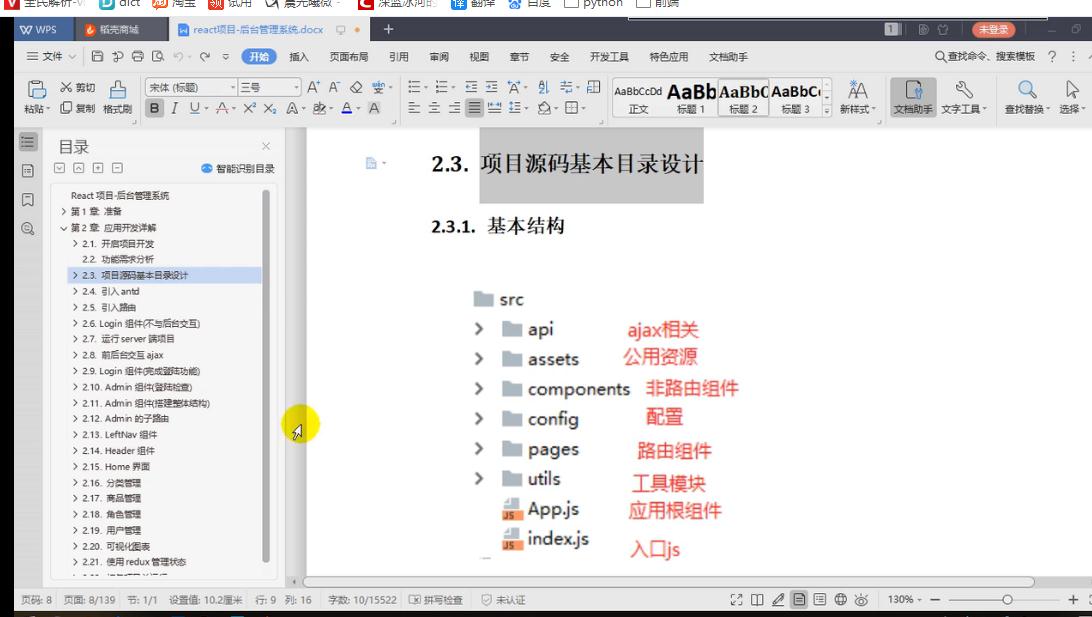 dict
淘宝
试用
翻译
百度
python
前端
WPS
稻壳商城
react项目-后台管理系统.docx
1
未登录
文件
开始
插入
页面布局
引用
审阅
视图
章节
安全
开发工具
特色应用
文档助手
查找命令、搜索模板
粘贴
剪切
复制
格式刷
宋体 (标题)
三号
AaBbCcDd
正文
AaBb
标题 1
AaBbC
标题 2
AaBbC
标题 3
新样式
文档助手
文字工具
查找替换
选择
目录
智能识别目录
React 项目-后台管理系统
第 1 章: 准备
第 2 章: 应用开发详解
2.1. 开启项目开发
2.2. 功能需求分析
2.3. 项目源码基本目录设计
2.4. 引入 antd
2.5. 引入路由
2.6. Login 组件(不与后台交互)
2.7. 运行 server 端项目
2.8. 前后台交互 ajax
2.9. Login 组件(完成登陆功能)
2.10. Admin 组件(登陆检查)
2.11. Admin 组件(搭建整体结构)
2.12. Admin 的子路由
2.13. LeftNav 组件
2.14. Header 组件
2.15. Home 界面
2.16. 分类管理
2.17. 商品管理
2.18. 角色管理
2.19. 用户管理
2.20. 可视化图表
2.21. 使用 redux 管理状态
2.3. 项目源码基本目录设计
2.3.1. 基本结构
src
api ajax相关
assets 公用资源
components 非路由组件
config 配置
pages 路由组件
utils 工具模块
App.js 应用根组件
index.js 入口js
页码: 8 页面: 8/139 节: 1/1 设置值: 10.2厘米 行: 9 列: 16 字数: 10/15522 拼写检查 未认证 130%